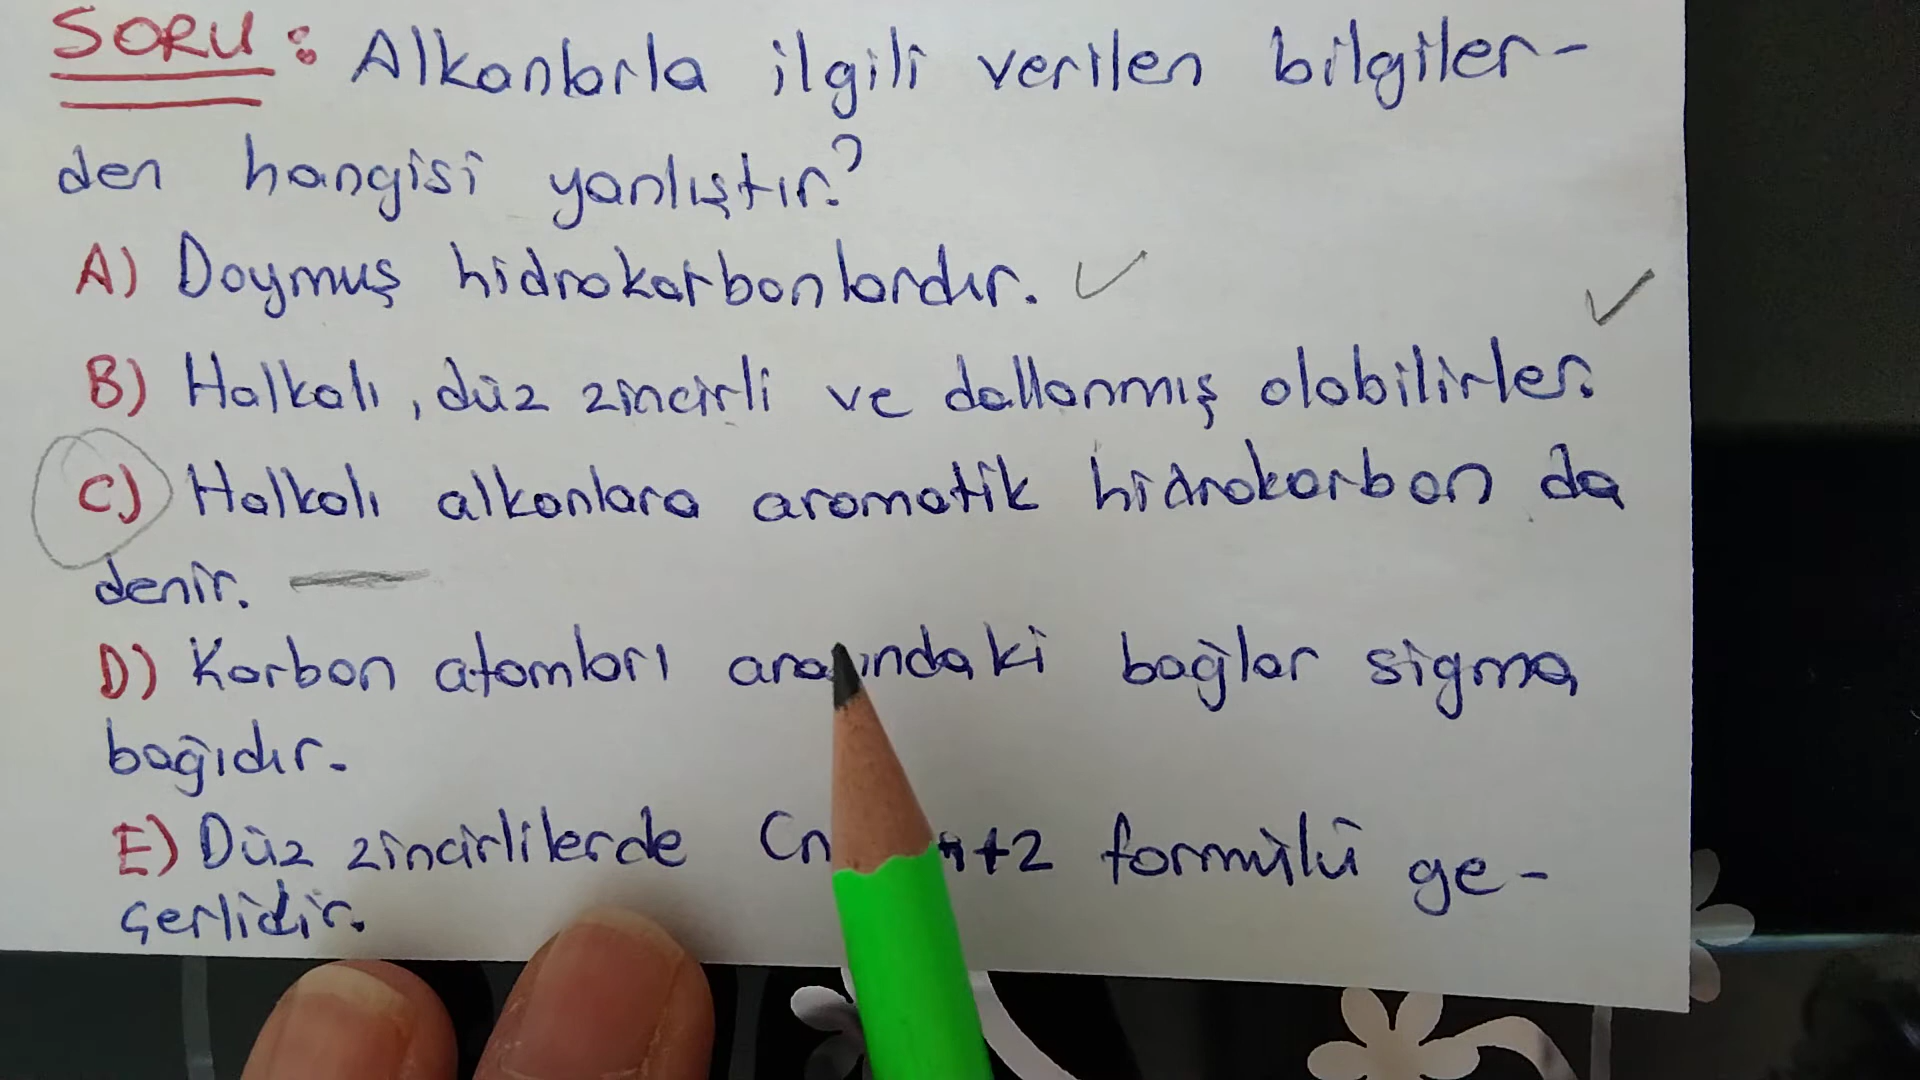 SORU: Alkanlarla ilgili verilen bilgiler-
den hangisi yanlıştır?
A) Doymuş hidrokarbonlardır.
B) Halkalı, düz zincirli ve dallanmış olabilirler.
C) Halkalı alkanlara aromatik hidrokarbon da
denir.
D) Karbon atomları arasındaki bağlar sigma
bağıdır.
E) Düz zincirlilerde Cn n+2 formülü ge-
çerlidir.